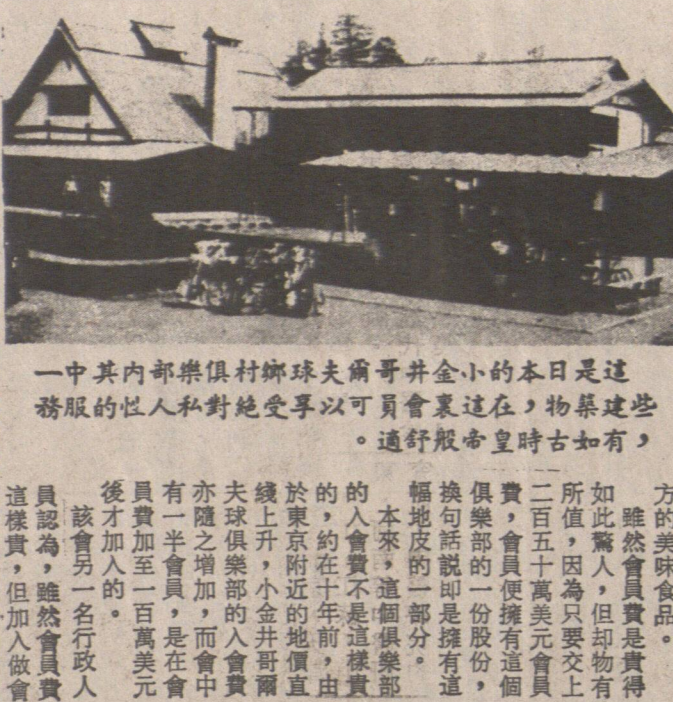 這是日本的小金井哥爾夫球鄉村俱樂部內其中一
些建築物，在這裏會員可以享受絕對私人性的服務
，有如古時皇帝般舒適。
方的美味食品。
雖然會員費是貴得
如此驚人，但却物有
所值，因為只要交上
二百五十萬美元會員
費，會員便擁有這個
俱樂部的一份股份，
換句話說即是擁有這
幅地皮的一部分。
本來，這個俱樂部
的入會費不是這樣貴
的，約在十年前，由
於東京附近的地價直
綫上升，小金井哥爾
夫球俱樂部的入會費
亦隨之增加，而會中
有一半會員，是在會
員費加至一百萬美元
後才加入的。
該會另一名行政人
員認為，雖然會員費
這樣貴，但加入做會